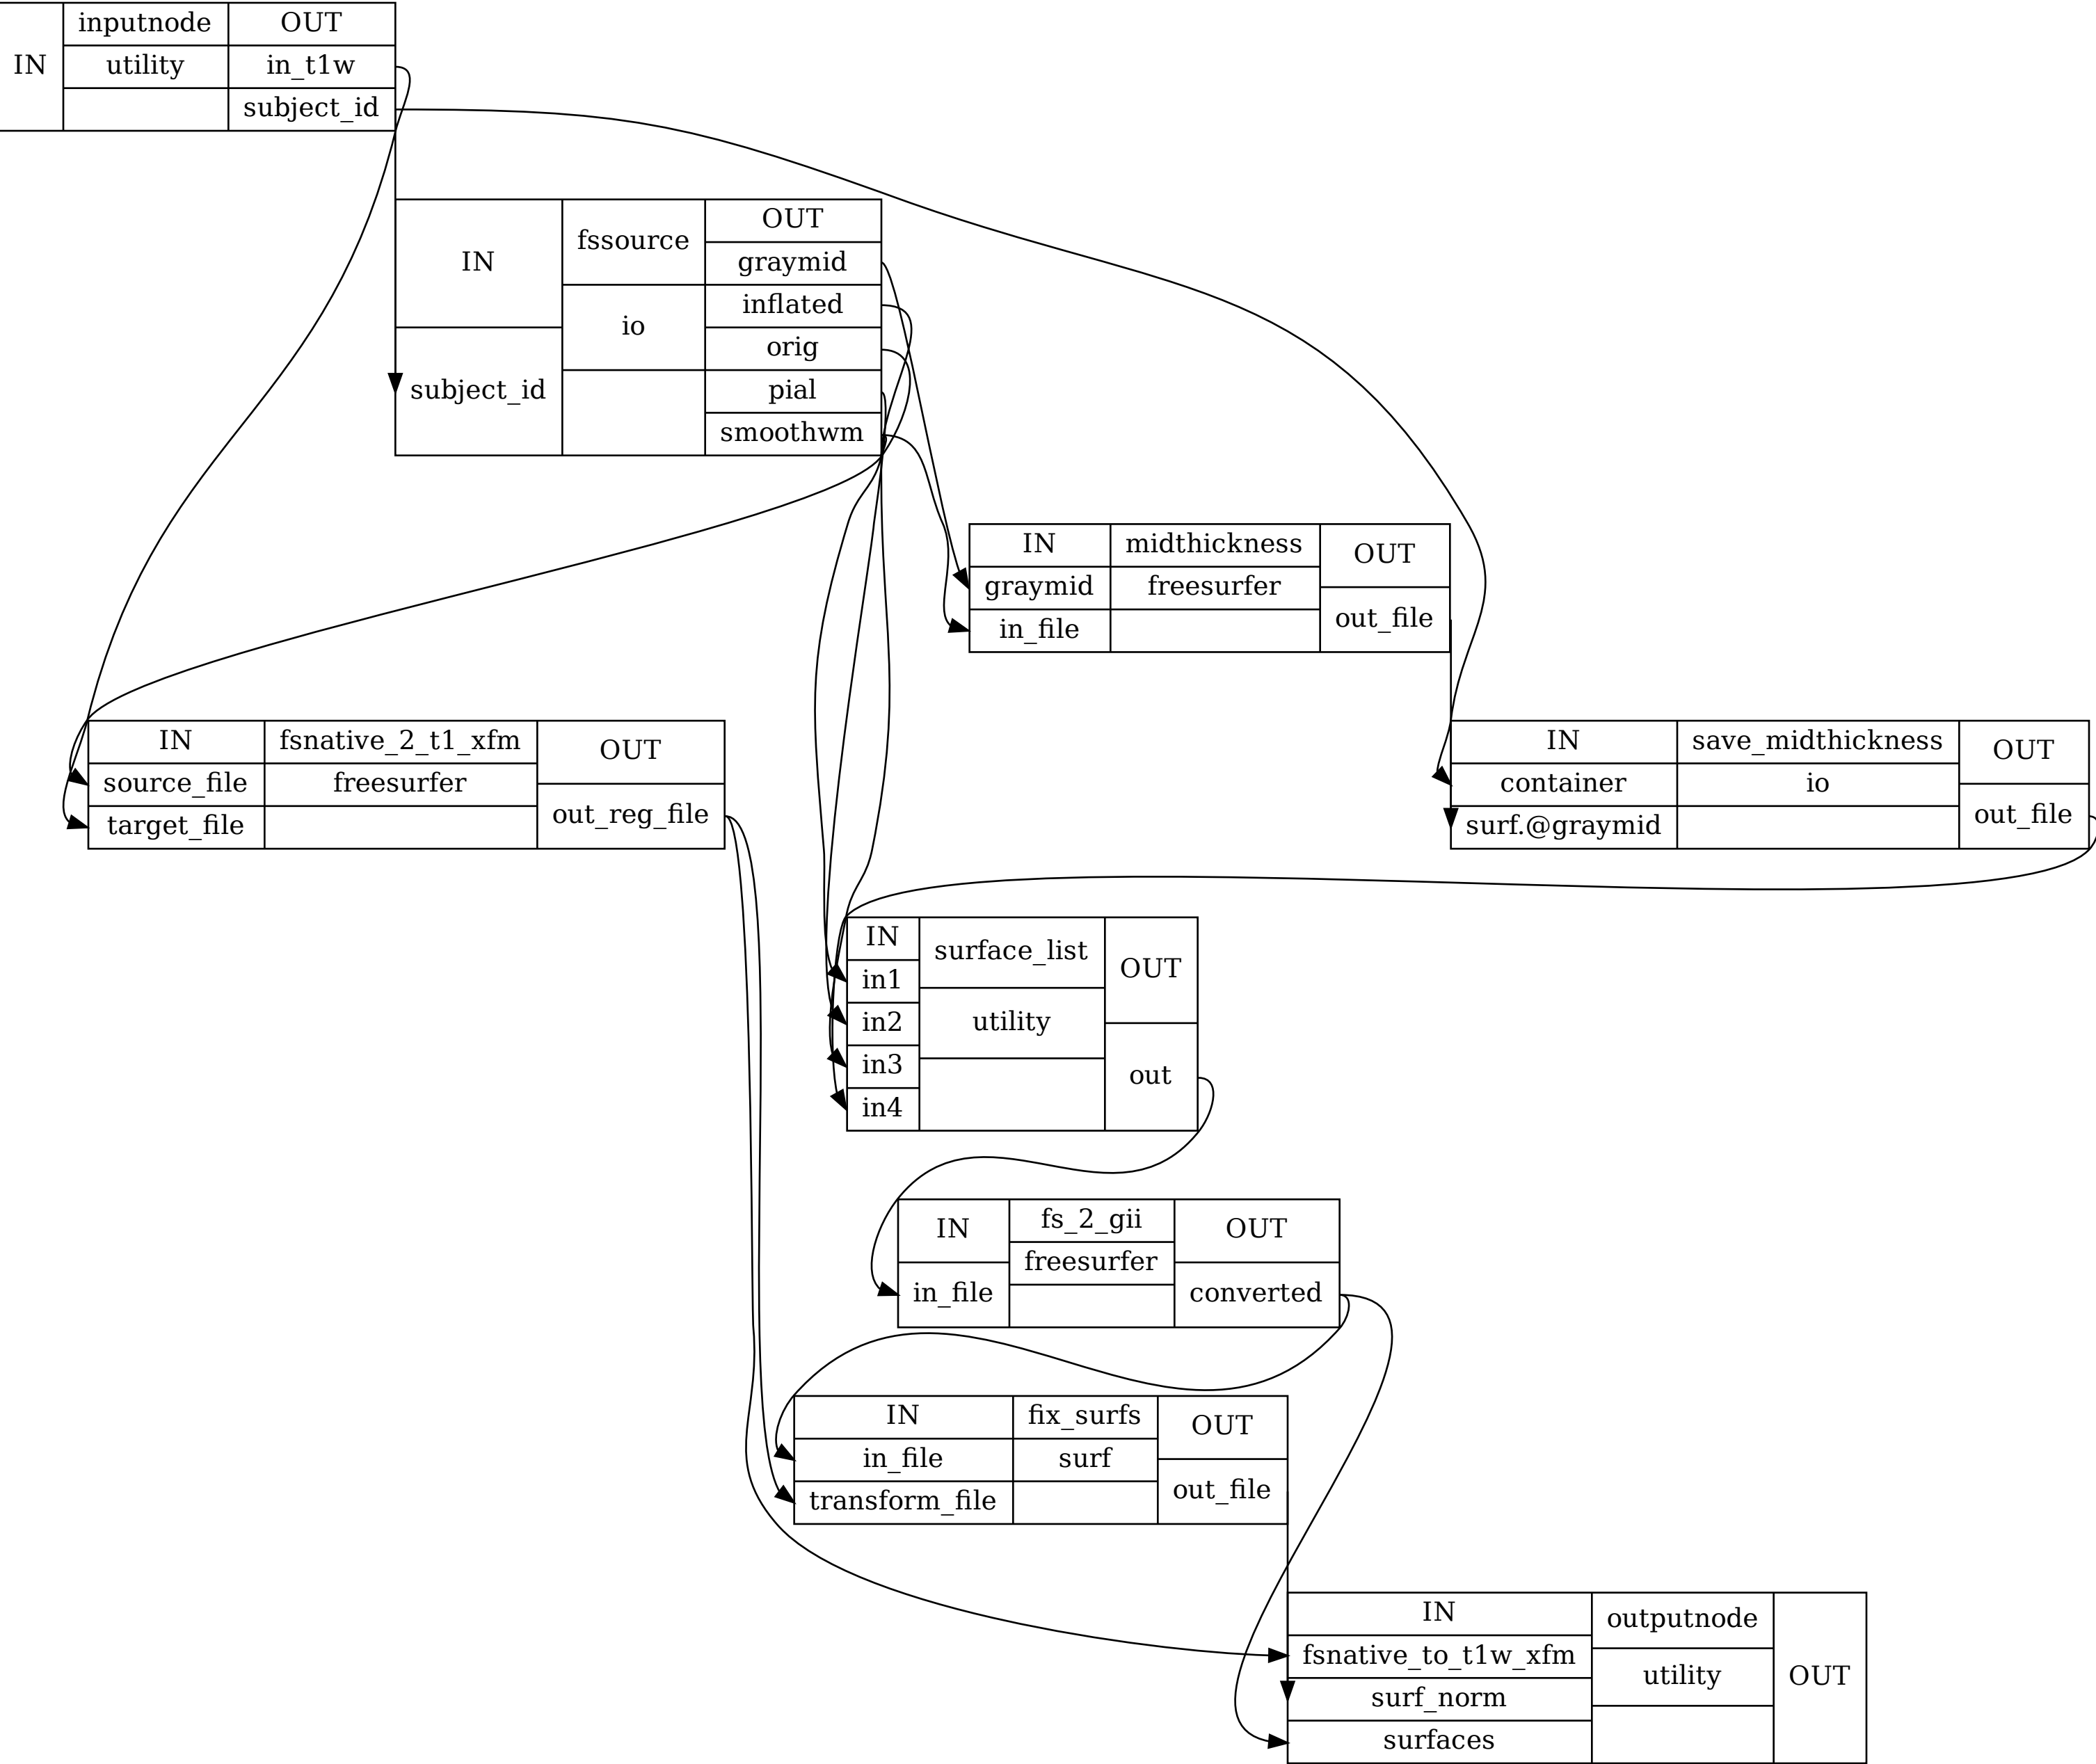 IN
inputnode
utility
OUT
in_t1w
subject_id
IN
subject_id
fssource
io
OUT
graymid
inflated
orig
pial
smoothwm
IN
graymid
in_file
midthickness
freesurfer
OUT
out_file
IN
source_file
target_file
fsnative_2_t1_xfm
freesurfer
OUT
out_reg_file
IN
container
surf.@graymid
save_midthickness
io
OUT
out_file
IN
in1
in2
in3
in4
surface_list
utility
OUT
out
IN
in_file
fs_2_gii
freesurfer
OUT
converted
IN
in_file
transform_file
fix_surfs
surf
OUT
out_file
IN
fsnative_to_t1w_xfm
surf_norm
surfaces
outputnode
utility
OUT